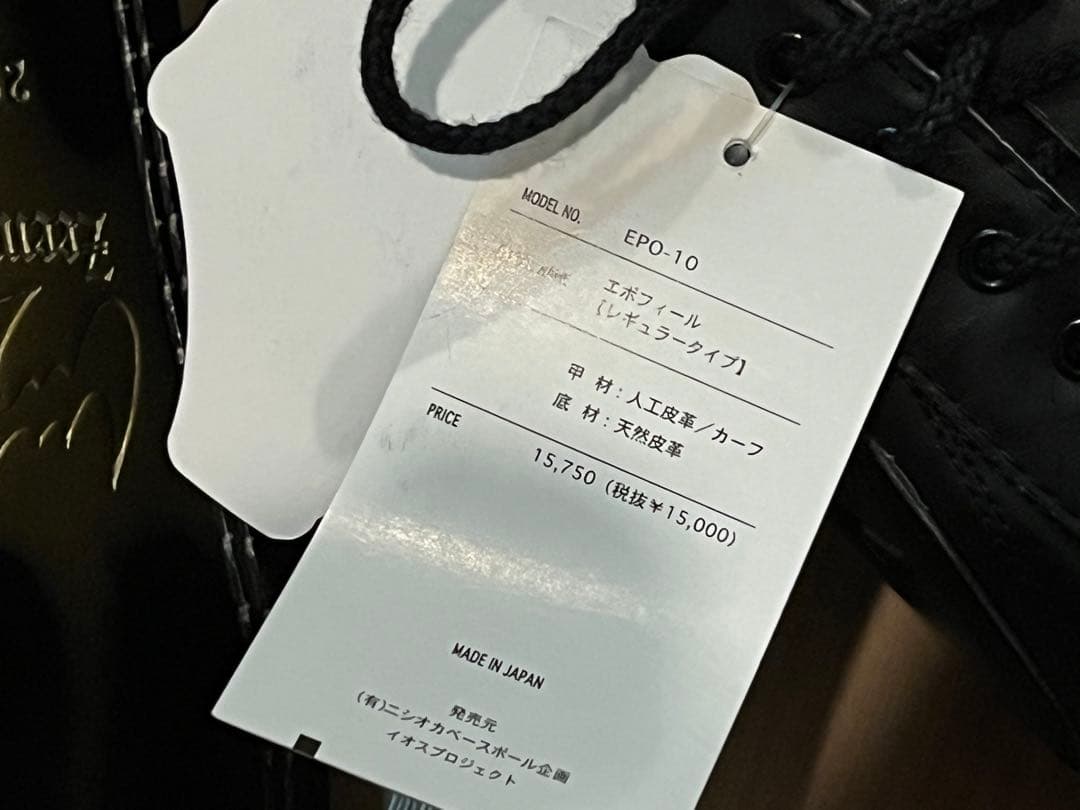 MODEL NO.
EPO-10
エポフィール
【レギュラータイプ】
甲 材：人工皮革／カーフ
底 材：天然皮革
PRICE
15,750（税抜￥15,000）
MADE IN JAPAN
発売元
(有)ニシオカベースボール企画
イオスプロジェクト